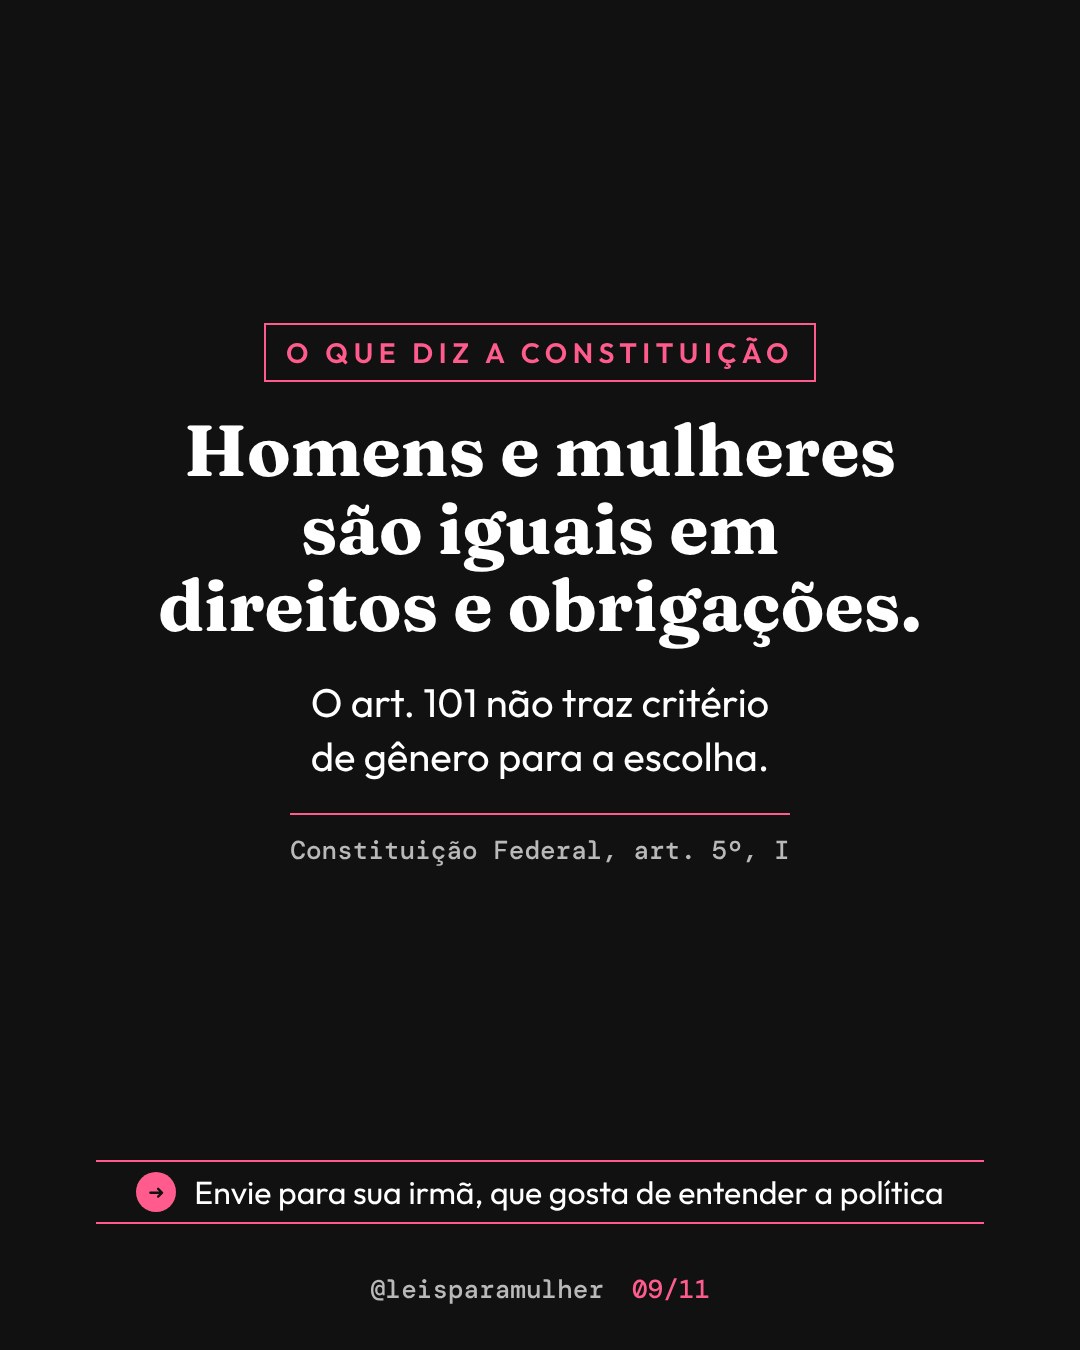 O QUE DIZ A CONSTITUIÇÃO
Homens e mulheres
são iguais em
direitos e obrigações.
O art. 101 não traz critério
de gênero para a escolha.
Constituição Federal, art. 5º, I
Envie para sua irmã, que gosta de entender a política
@leisparamulher 09/11